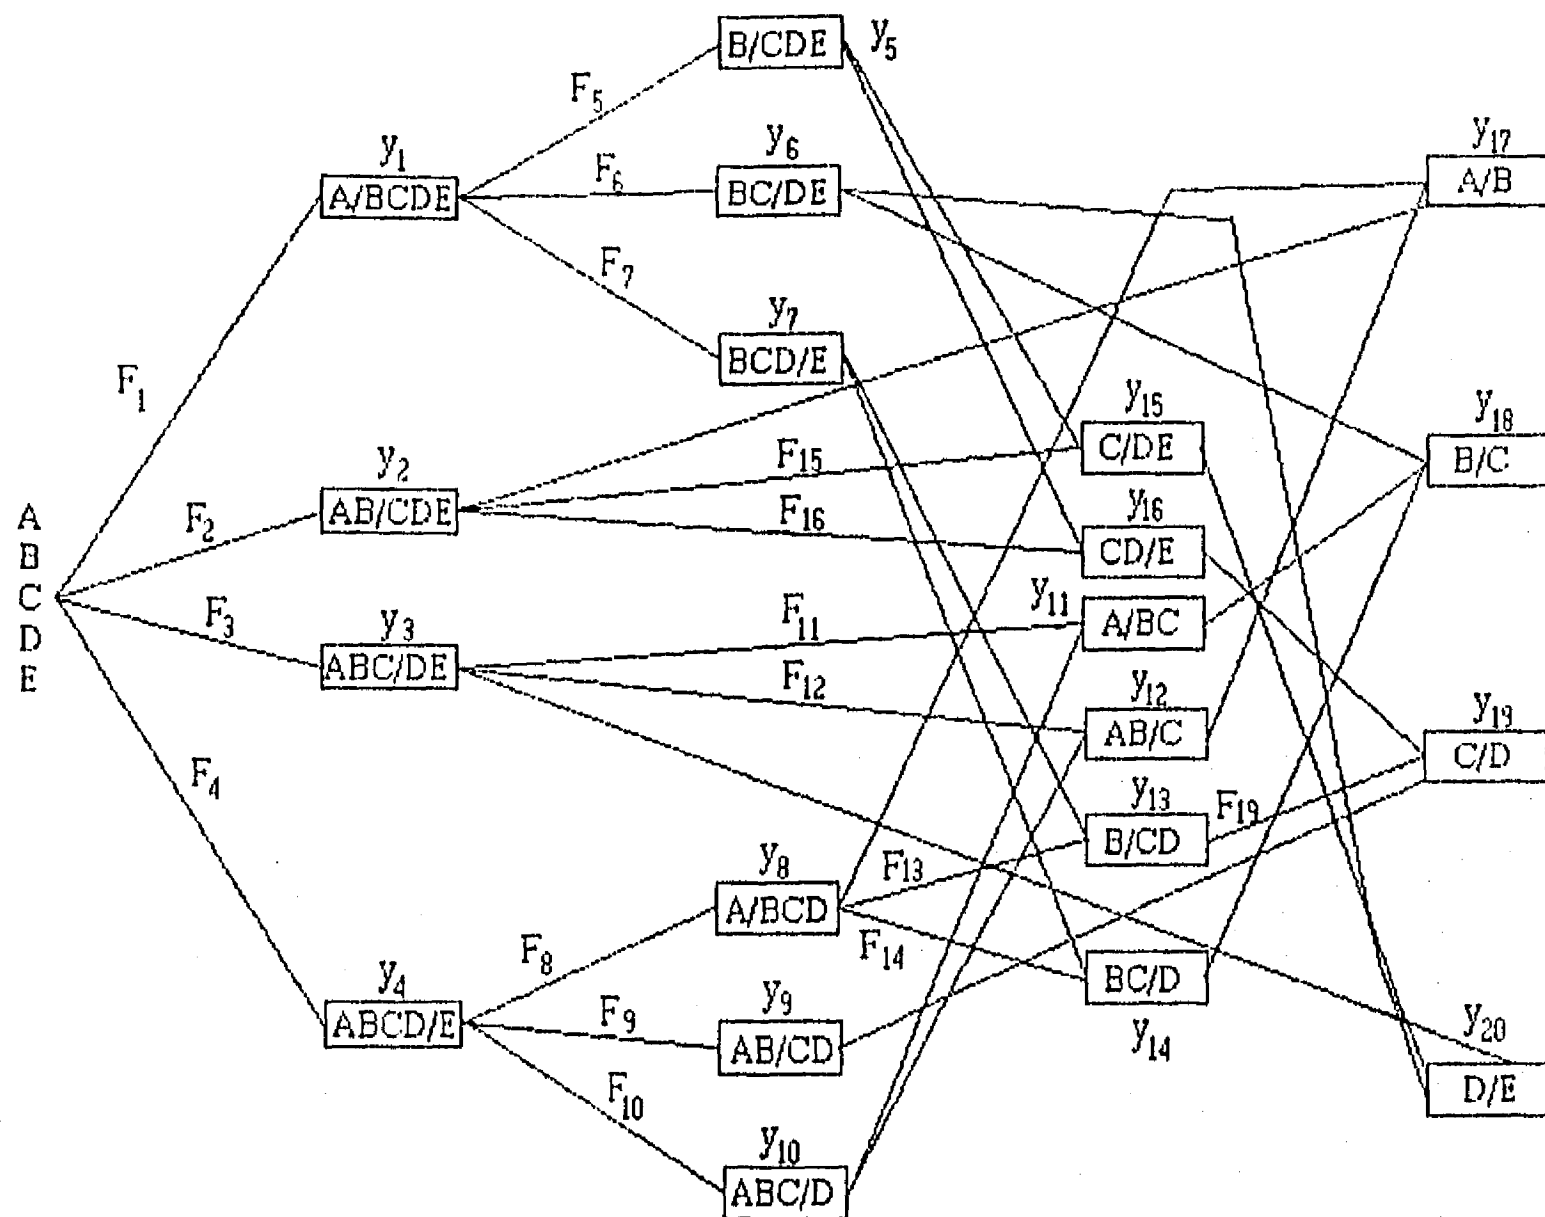 B/CDE y5
F5
y1
A/BCDE
F6
y6
BC/DE
y17
A/B
F7
y7
BCD/E
F1
y15
C/DE
y18
B/C
y2
AB/CDE
F15
F16
y16
CD/E
A
B
C
D
E
F2
F3
y3
ABC/DE
F11
F12
y11
A/BC
y12
AB/C
y19
C/D
F4
y13
B/CD
F19
y8
A/BCD
F13
F14
BC/D
y14
y4
ABCD/E
F8
F9
y9
AB/CD
F10
y10
ABC/D
y20
D/E